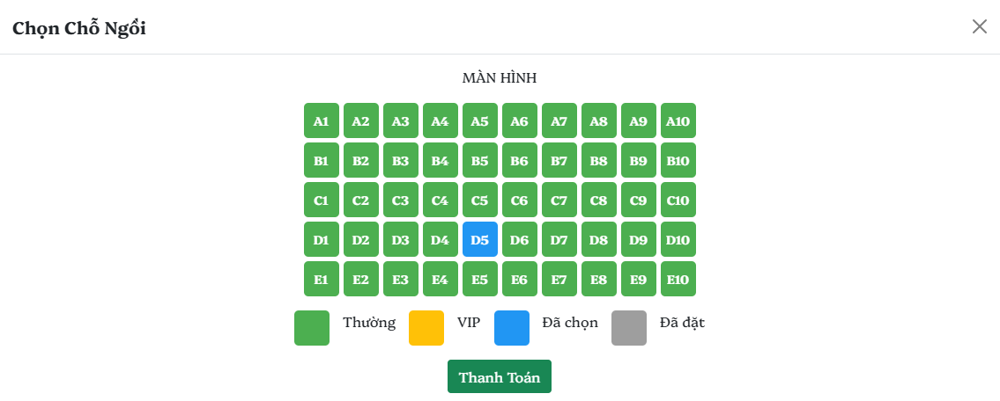 Chọn Chỗ Ngồi
MÀN HÌNH
A1 A2 A3 A4 A5 A6 A7 A8 A9 A10
B1 B2 B3 B4 B5 B6 B7 B8 B9 B10
C1 C2 C3 C4 C5 C6 C7 C8 C9 C10
D1 D2 D3 D4 D5 D6 D7 D8 D9 D10
E1 E2 E3 E4 E5 E6 E7 E8 E9 E10
Thường VIP Đã chọn Đã đặt
Thanh Toán